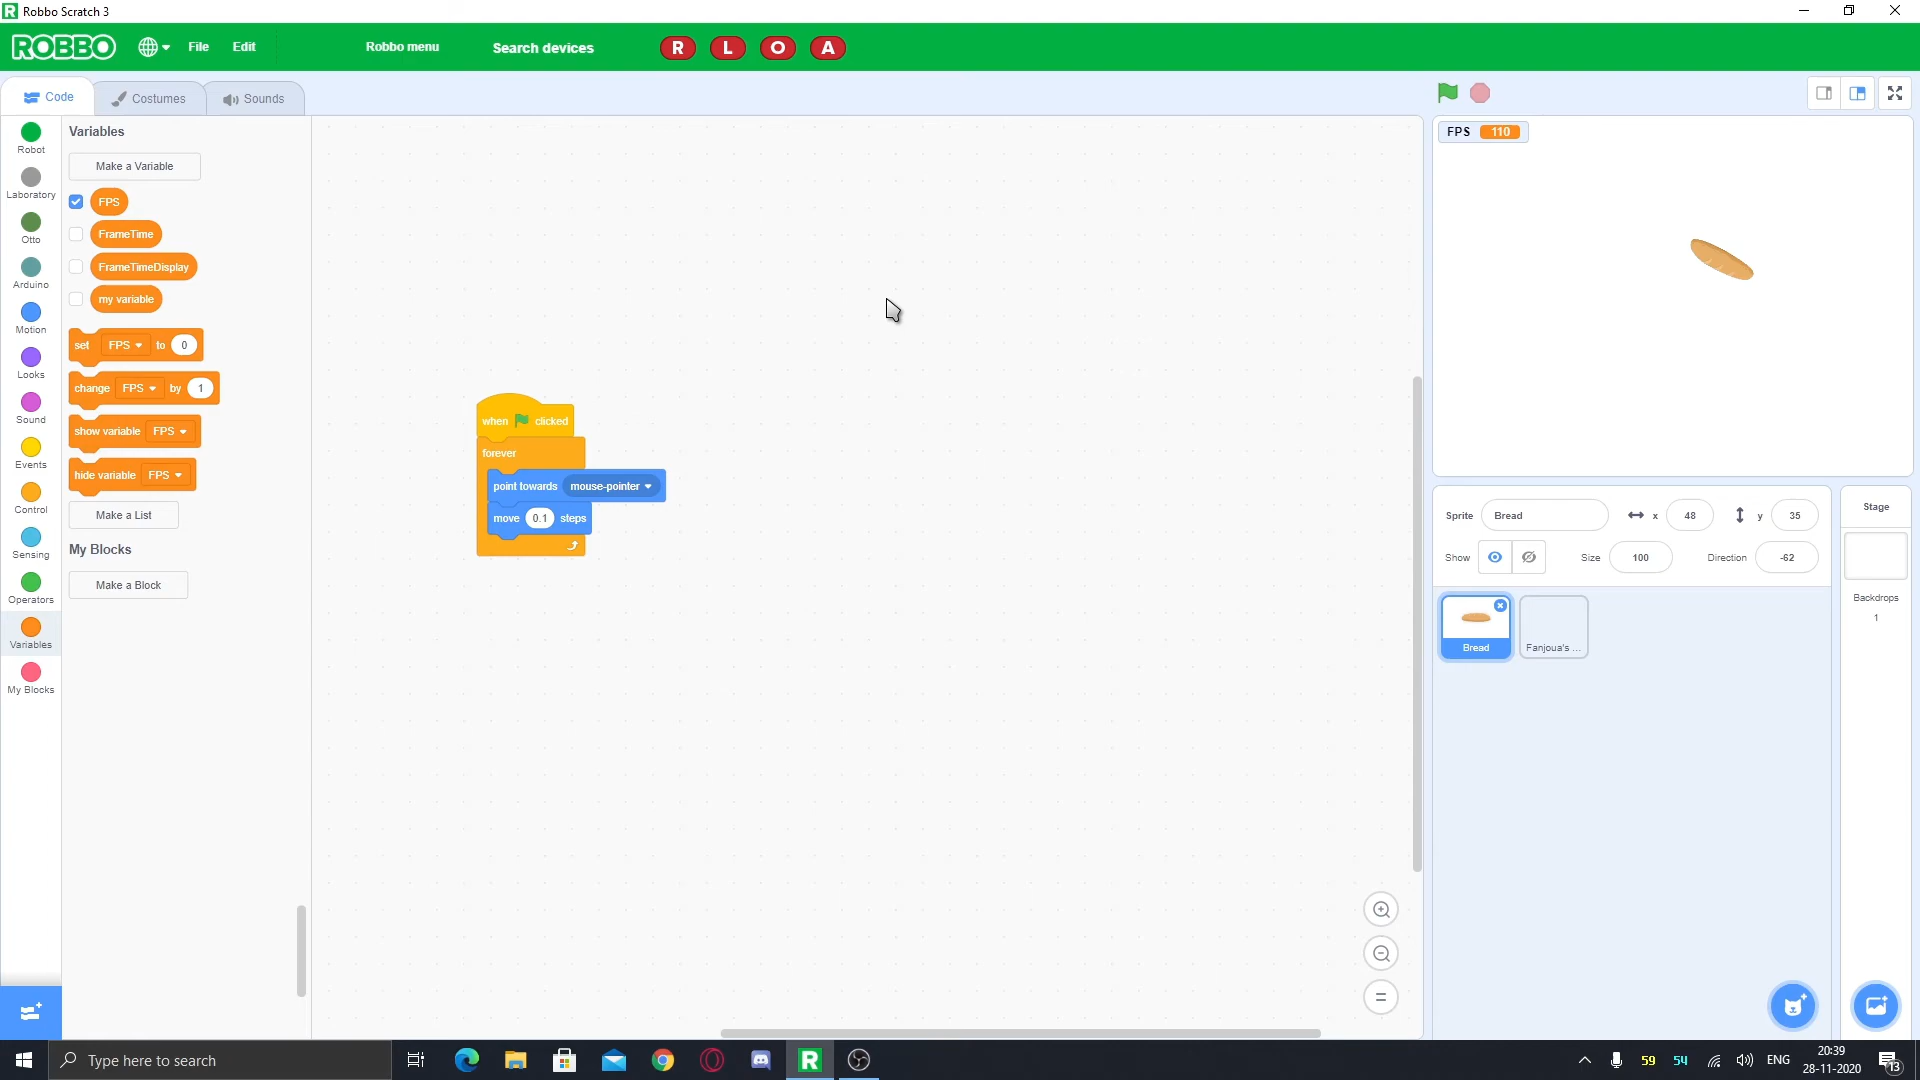 Robbo Scratch 3
ROBBO
File
Edit
Robbo menu
Search devices
R
L
O
A
Code
Costumes
Sounds
Robot
Laboratory
Otto
Arduino
Motion
Looks
Sound
Events
Control
Sensing
Operators
Variables
My Blocks
Variables
Make a Variable
FPS
FrameTime
FrameTimeDisplay
my variable
set FPS to 0
change FPS by 1
show variable FPS
hide variable FPS
Make a List
My Blocks
Make a Block
when clicked
forever
point towards mouse-pointer
move 0.1 steps
FPS 110
Sprite Bread x 48 y 35
Show Size 100 Direction -62
Bread
Fanjoua's ...
Stage
Backdrops
1
Type here to search
R
59
54
ENG
20:39
28-11-2020
13